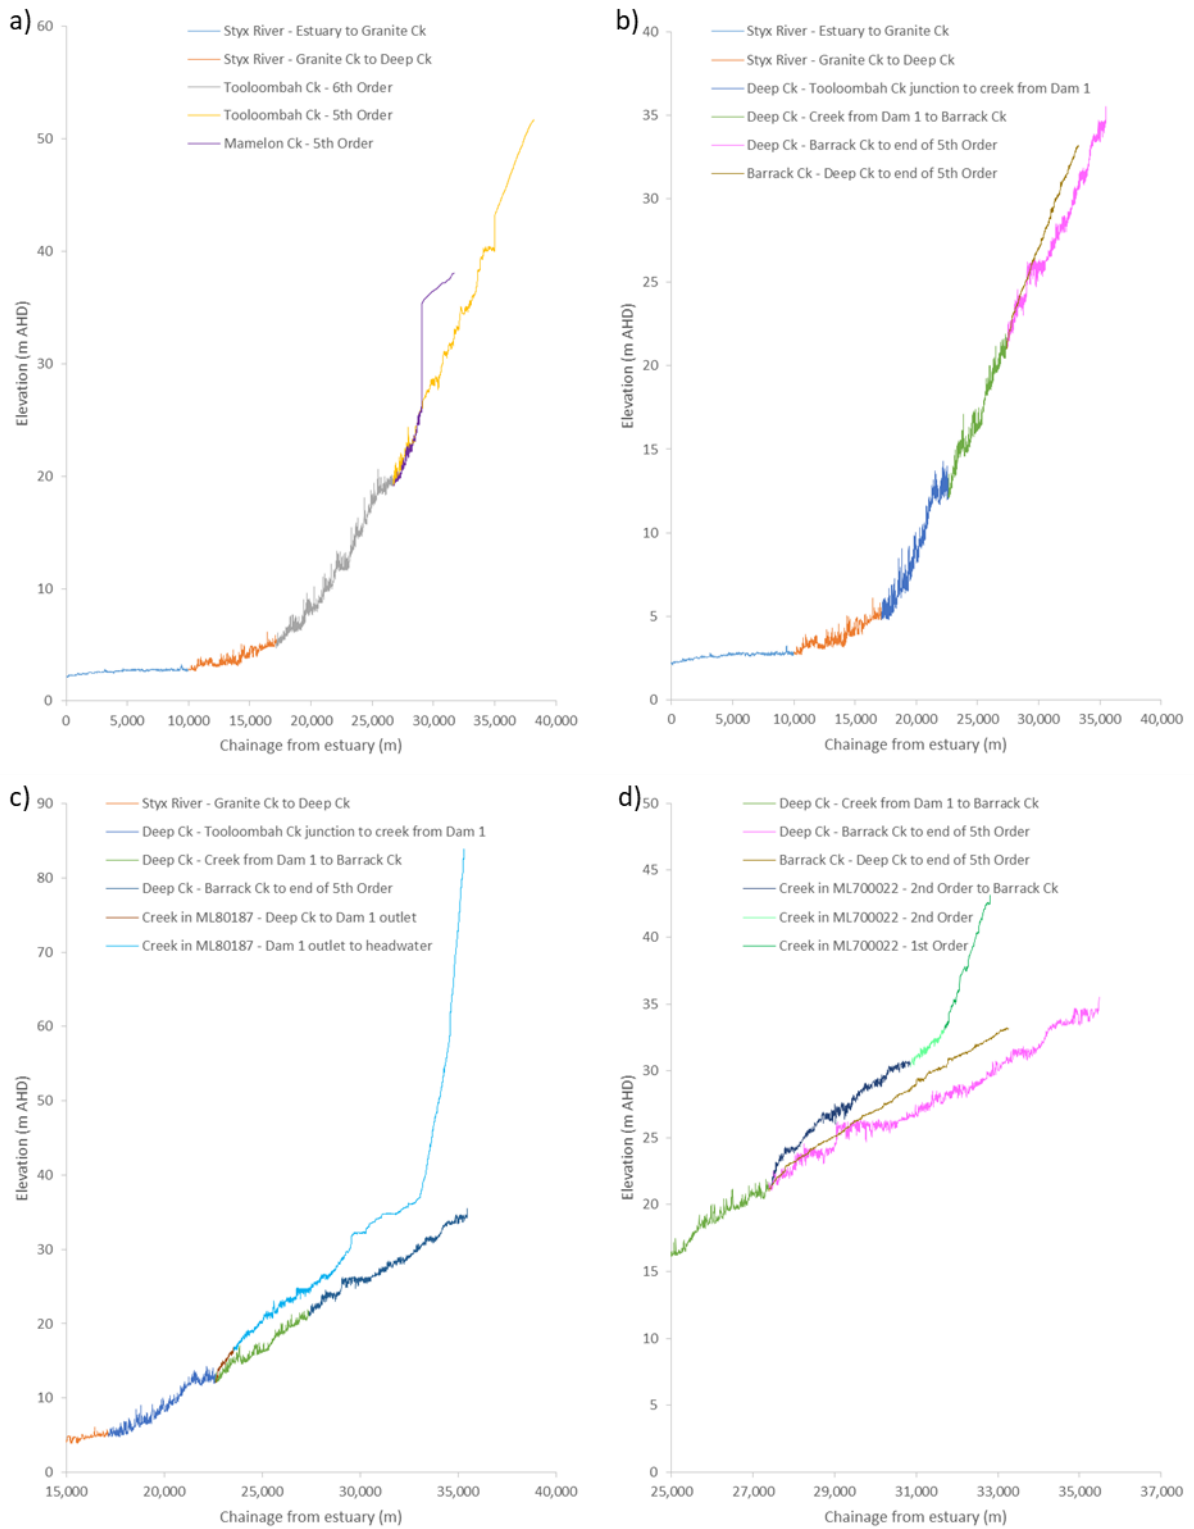 a)
60
50
40
30
20
10
0
Elevation (m AHD)
Styx River - Estuary to Granite Ck
Styx River - Granite Ck to Deep Ck
Tooloombah Ck - 6th Order
Tooloombah Ck - 5th Order
Mamelon Ck - 5th Order
0 5,000 10,000 15,000 20,000 25,000 30,000 35,000 40,000
Chainage from estuary (m)
b)
40
35
30
25
20
15
10
5
0
Elevation (m AHD)
Styx River - Estuary to Granite Ck
Styx River - Granite Ck to Deep Ck
Deep Ck - Tooloombah Ck junction to creek from Dam 1
Deep Ck - Creek from Dam 1 to Barrack Ck
Deep Ck - Barrack Ck to end of 5th Order
Barrack Ck - Deep Ck to end of 5th Order
0 5,000 10,000 15,000 20,000 25,000 30,000 35,000 40,000
Chainage from estuary (m)
c)
90
80
70
60
50
40
30
20
10
0
Elevation (m AHD)
Styx River - Granite Ck to Deep Ck
Deep Ck - Tooloombah Ck junction to creek from Dam 1
Deep Ck - Creek from Dam 1 to Barrack Ck
Deep Ck - Barrack Ck to end of 5th Order
Creek in ML80187 - Deep Ck to Dam 1 outlet
Creek in ML80187 - Dam 1 outlet to headwater
15,000 20,000 25,000 30,000 35,000 40,000
Chainage from estuary (m)
d)
50
45
40
35
30
25
20
15
10
5
0
Elevation (m AHD)
Deep Ck - Creek from Dam 1 to Barrack Ck
Deep Ck - Barrack Ck to end of 5th Order
Barrack Ck - Deep Ck to end of 5th Order
Creek in ML700022 - 2nd Order to Barrack Ck
Creek in ML700022 - 2nd Order
Creek in ML700022 - 1st Order
25,000 27,000 29,000 31,000 33,000 35,000 37,000
Chainage from estuary (m)